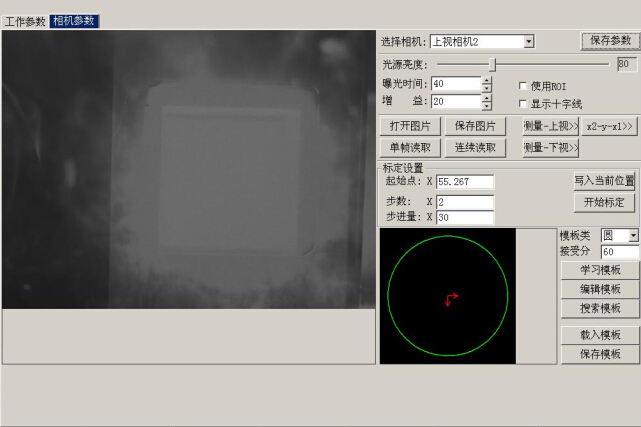 工作参数 相机参数
选择相机: 上视相机2 保存参数
光源亮度: 80
曝光时间: 40 使用ROI
增 益: 20 显示十字线
打开图片 保存图片 测量-上视>> x2-y-x1>>
单帧读取 连续读取 测量-下视>>
标定设置
起始点: X 55.267 写入当前位置
步数: X 2 开始标定
步进量: X 30
模板类 圆
接受分 60
学习模板
编辑模板
搜索模板
载入模板
保存模板